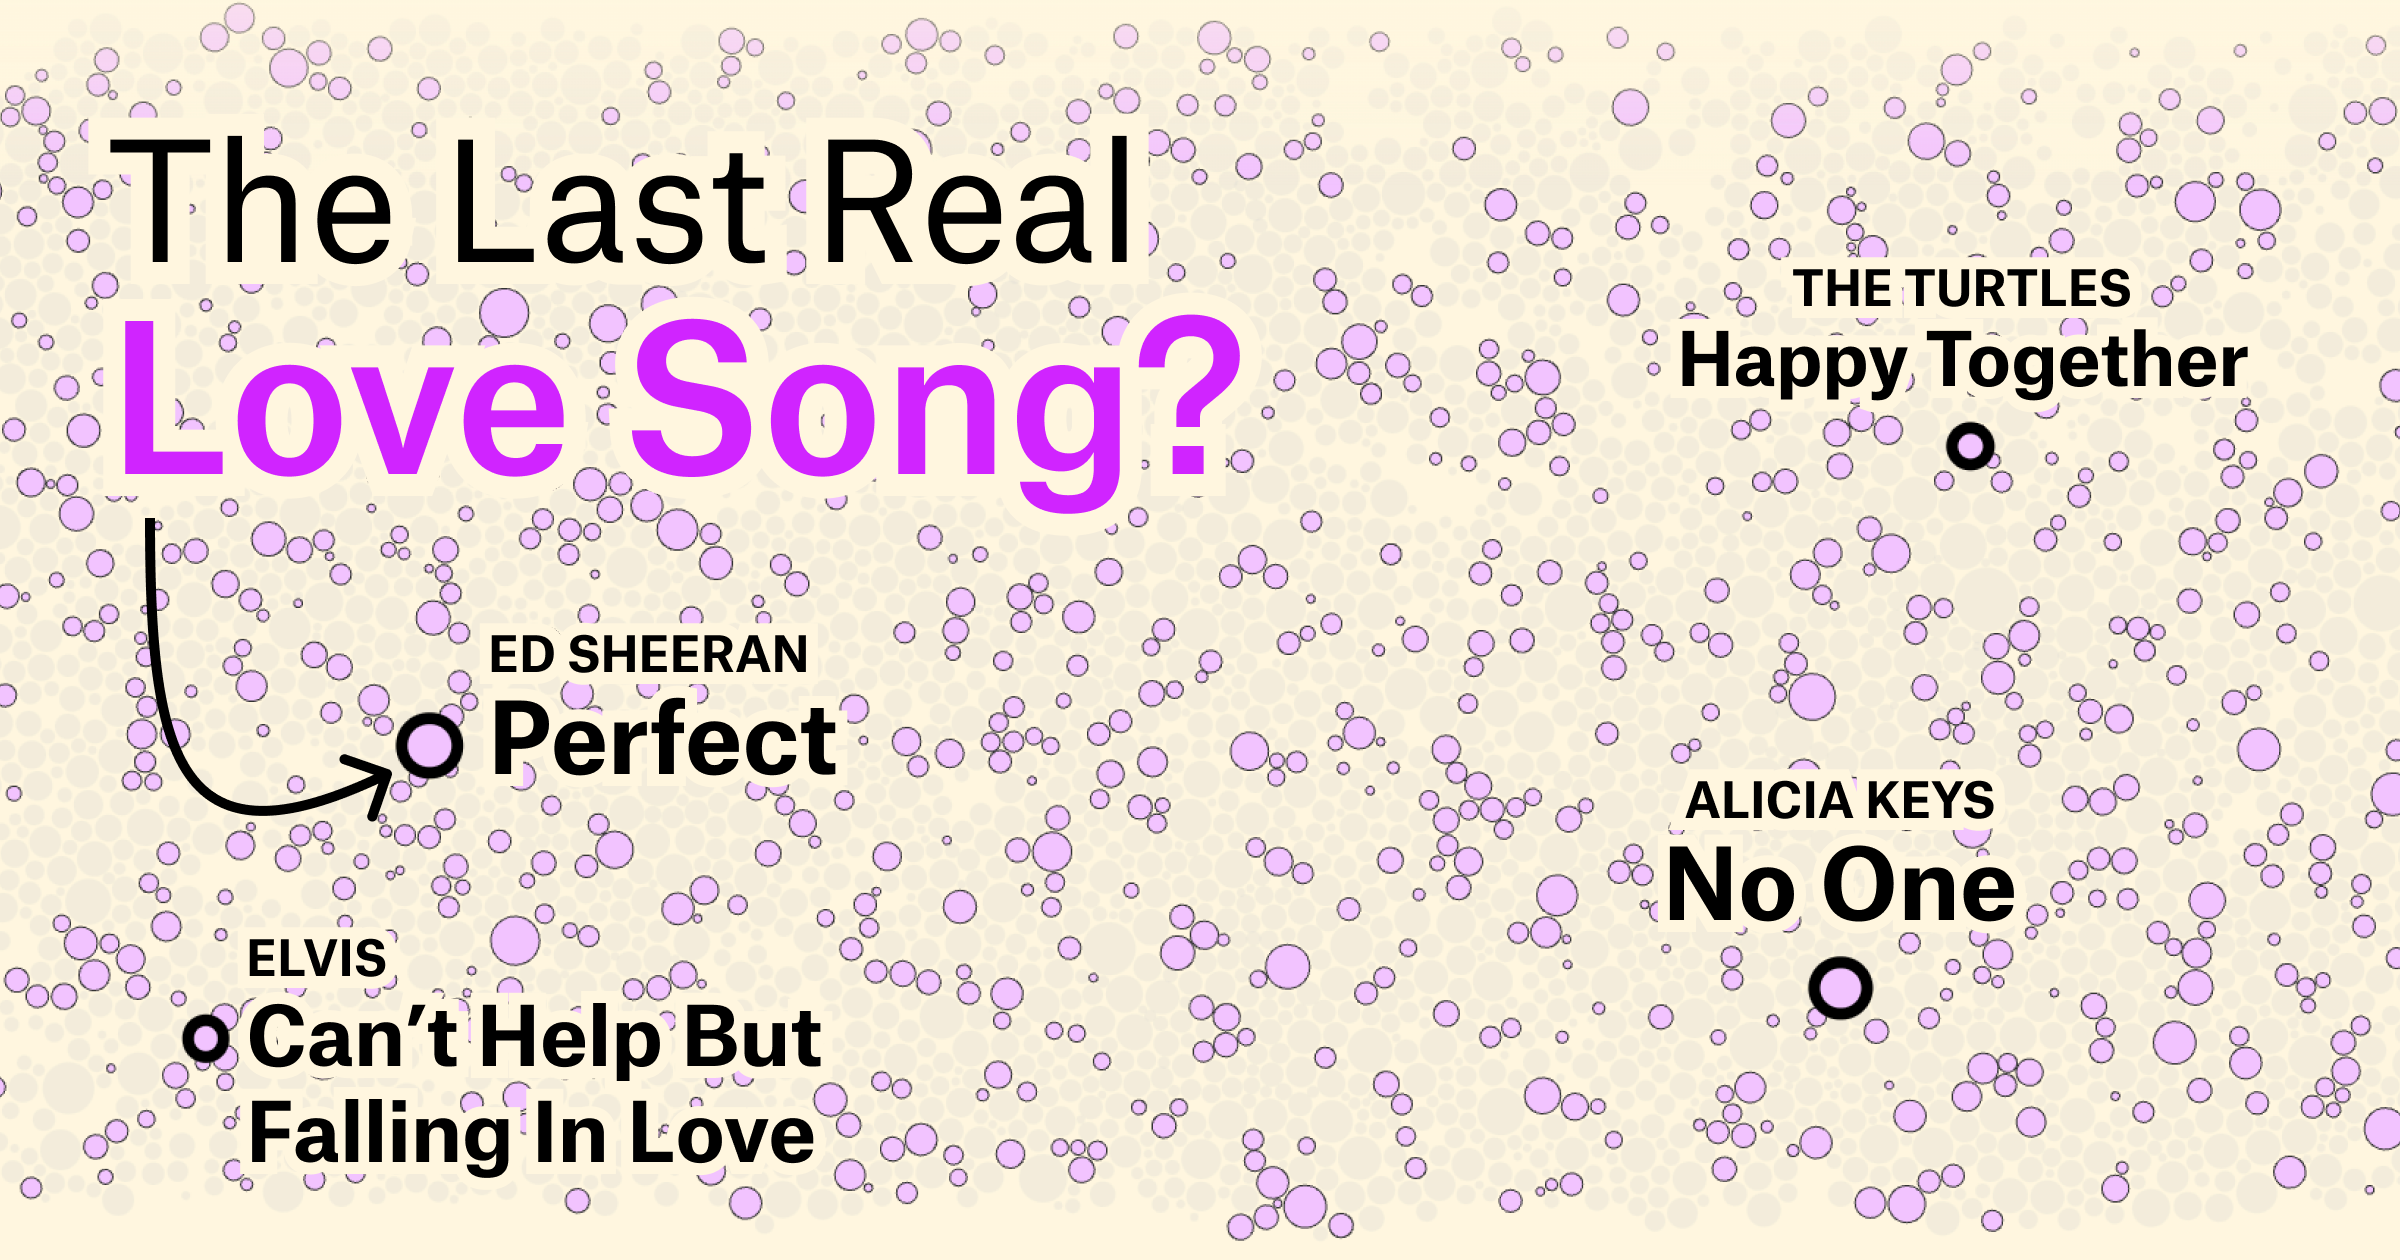 The Last Real
Love Song?
THE TURTLES
Happy Together
ED SHEERAN
Perfect
ALICIA KEYS
No One
ELVIS
Can’t Help But
Falling In Love